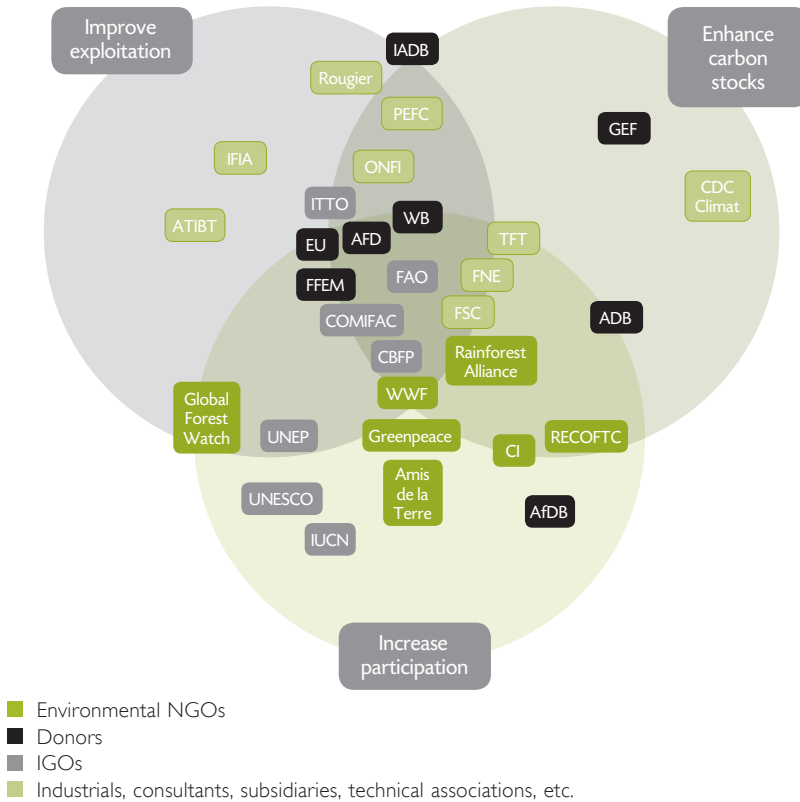 Improve
exploitation
Enhance
carbon
stocks
IADB
Rougier
PEFC
GEF
IFIA
ONFI
CDC
Climat
ITTO
ATIBT
WB
EU
AFD
TFT
FFEM
FAO
FNE
COMIFAC
FSC
ADB
CBFP
Rainforest
Alliance
WWF
Global
Forest
Watch
UNEP
Greenpeace
CI
RECOFTC
UNESCO
Amis
de la
Terre
AfDB
IUCN
Increase
participation
Environmental NGOs
Donors
IGOs
Industrials, consultants, subsidiaries, technical associations, etc.